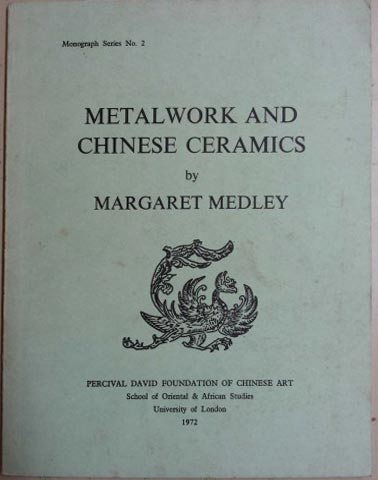 Monograph Series No. 2
METALWORK AND
CHINESE CERAMICS
by
MARGARET MEDLEY
PERCIVAL DAVID FOUNDATION OF CHINESE ART
School of Oriental & African Studies
University of London
1972